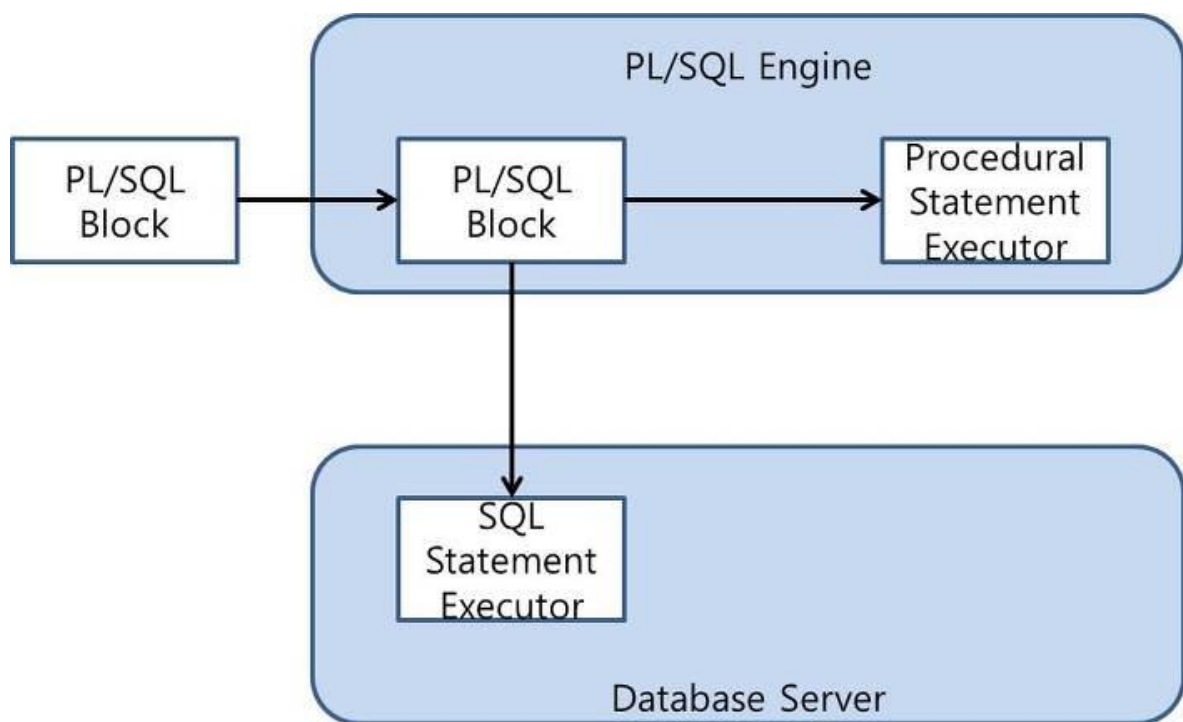 PL/SQL Engine
PL/SQL
Block
PL/SQL
Block
Procedural
Statement
Executor
SQL
Statement
Executor
Database Server